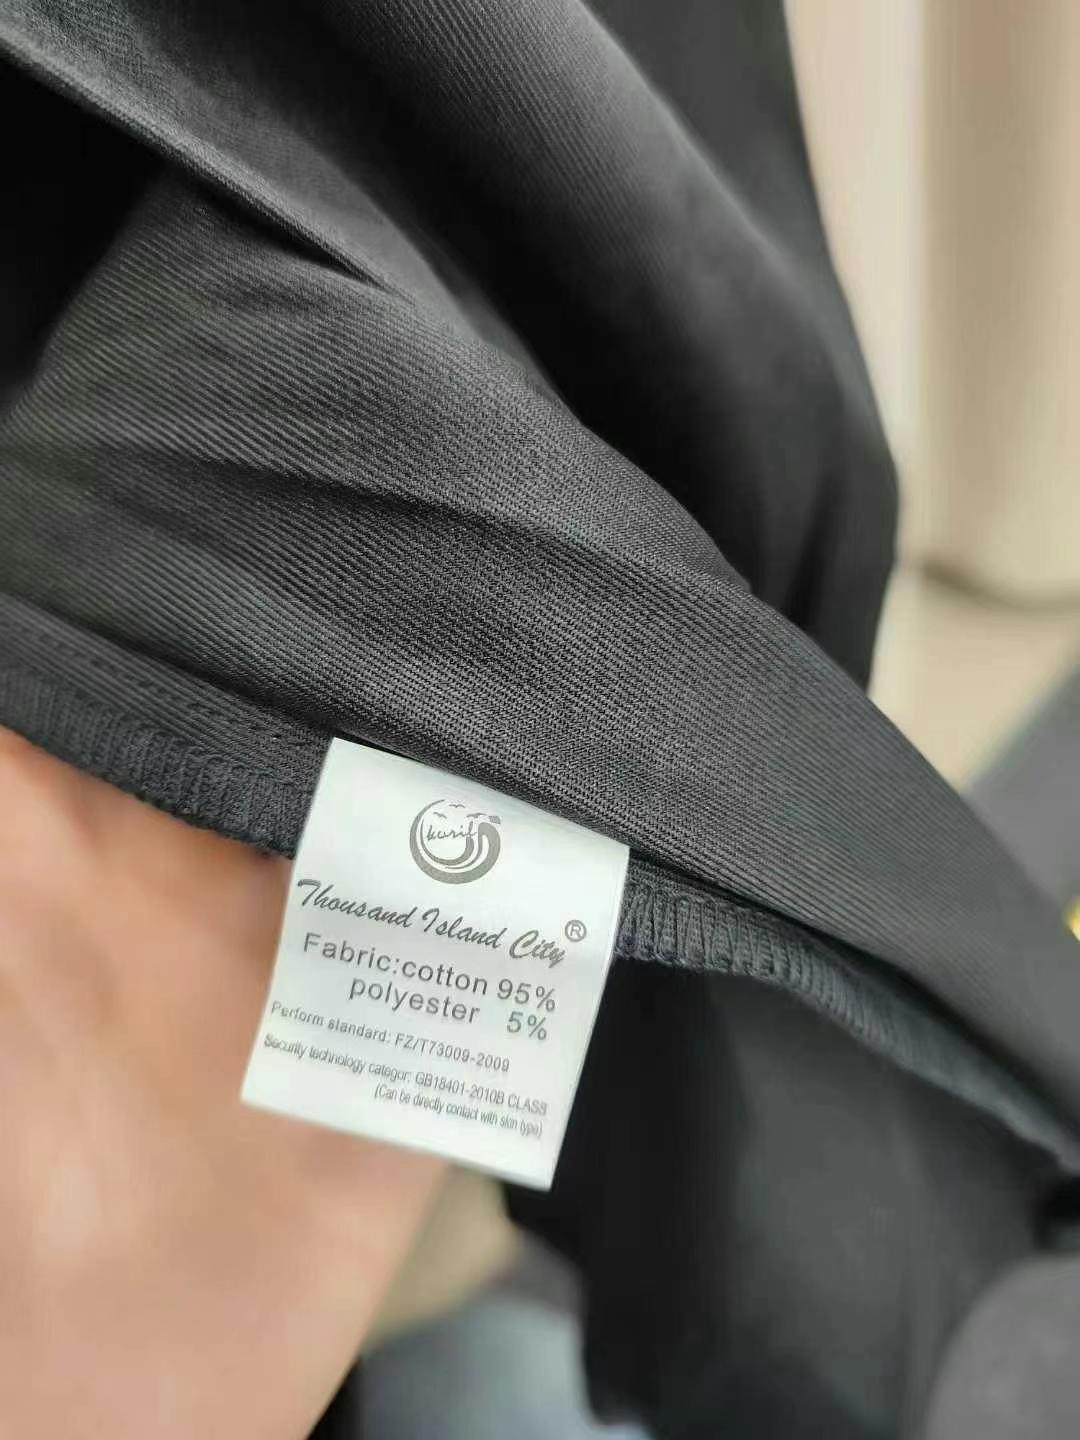 kuril
Thousand Island City®
Fabric:cotton 95%
polyester 5%
Perform standard: FZ/T73009-2009
Security technology categor: GB18401-2010B CLASS
(Can be directly contact with skin type)